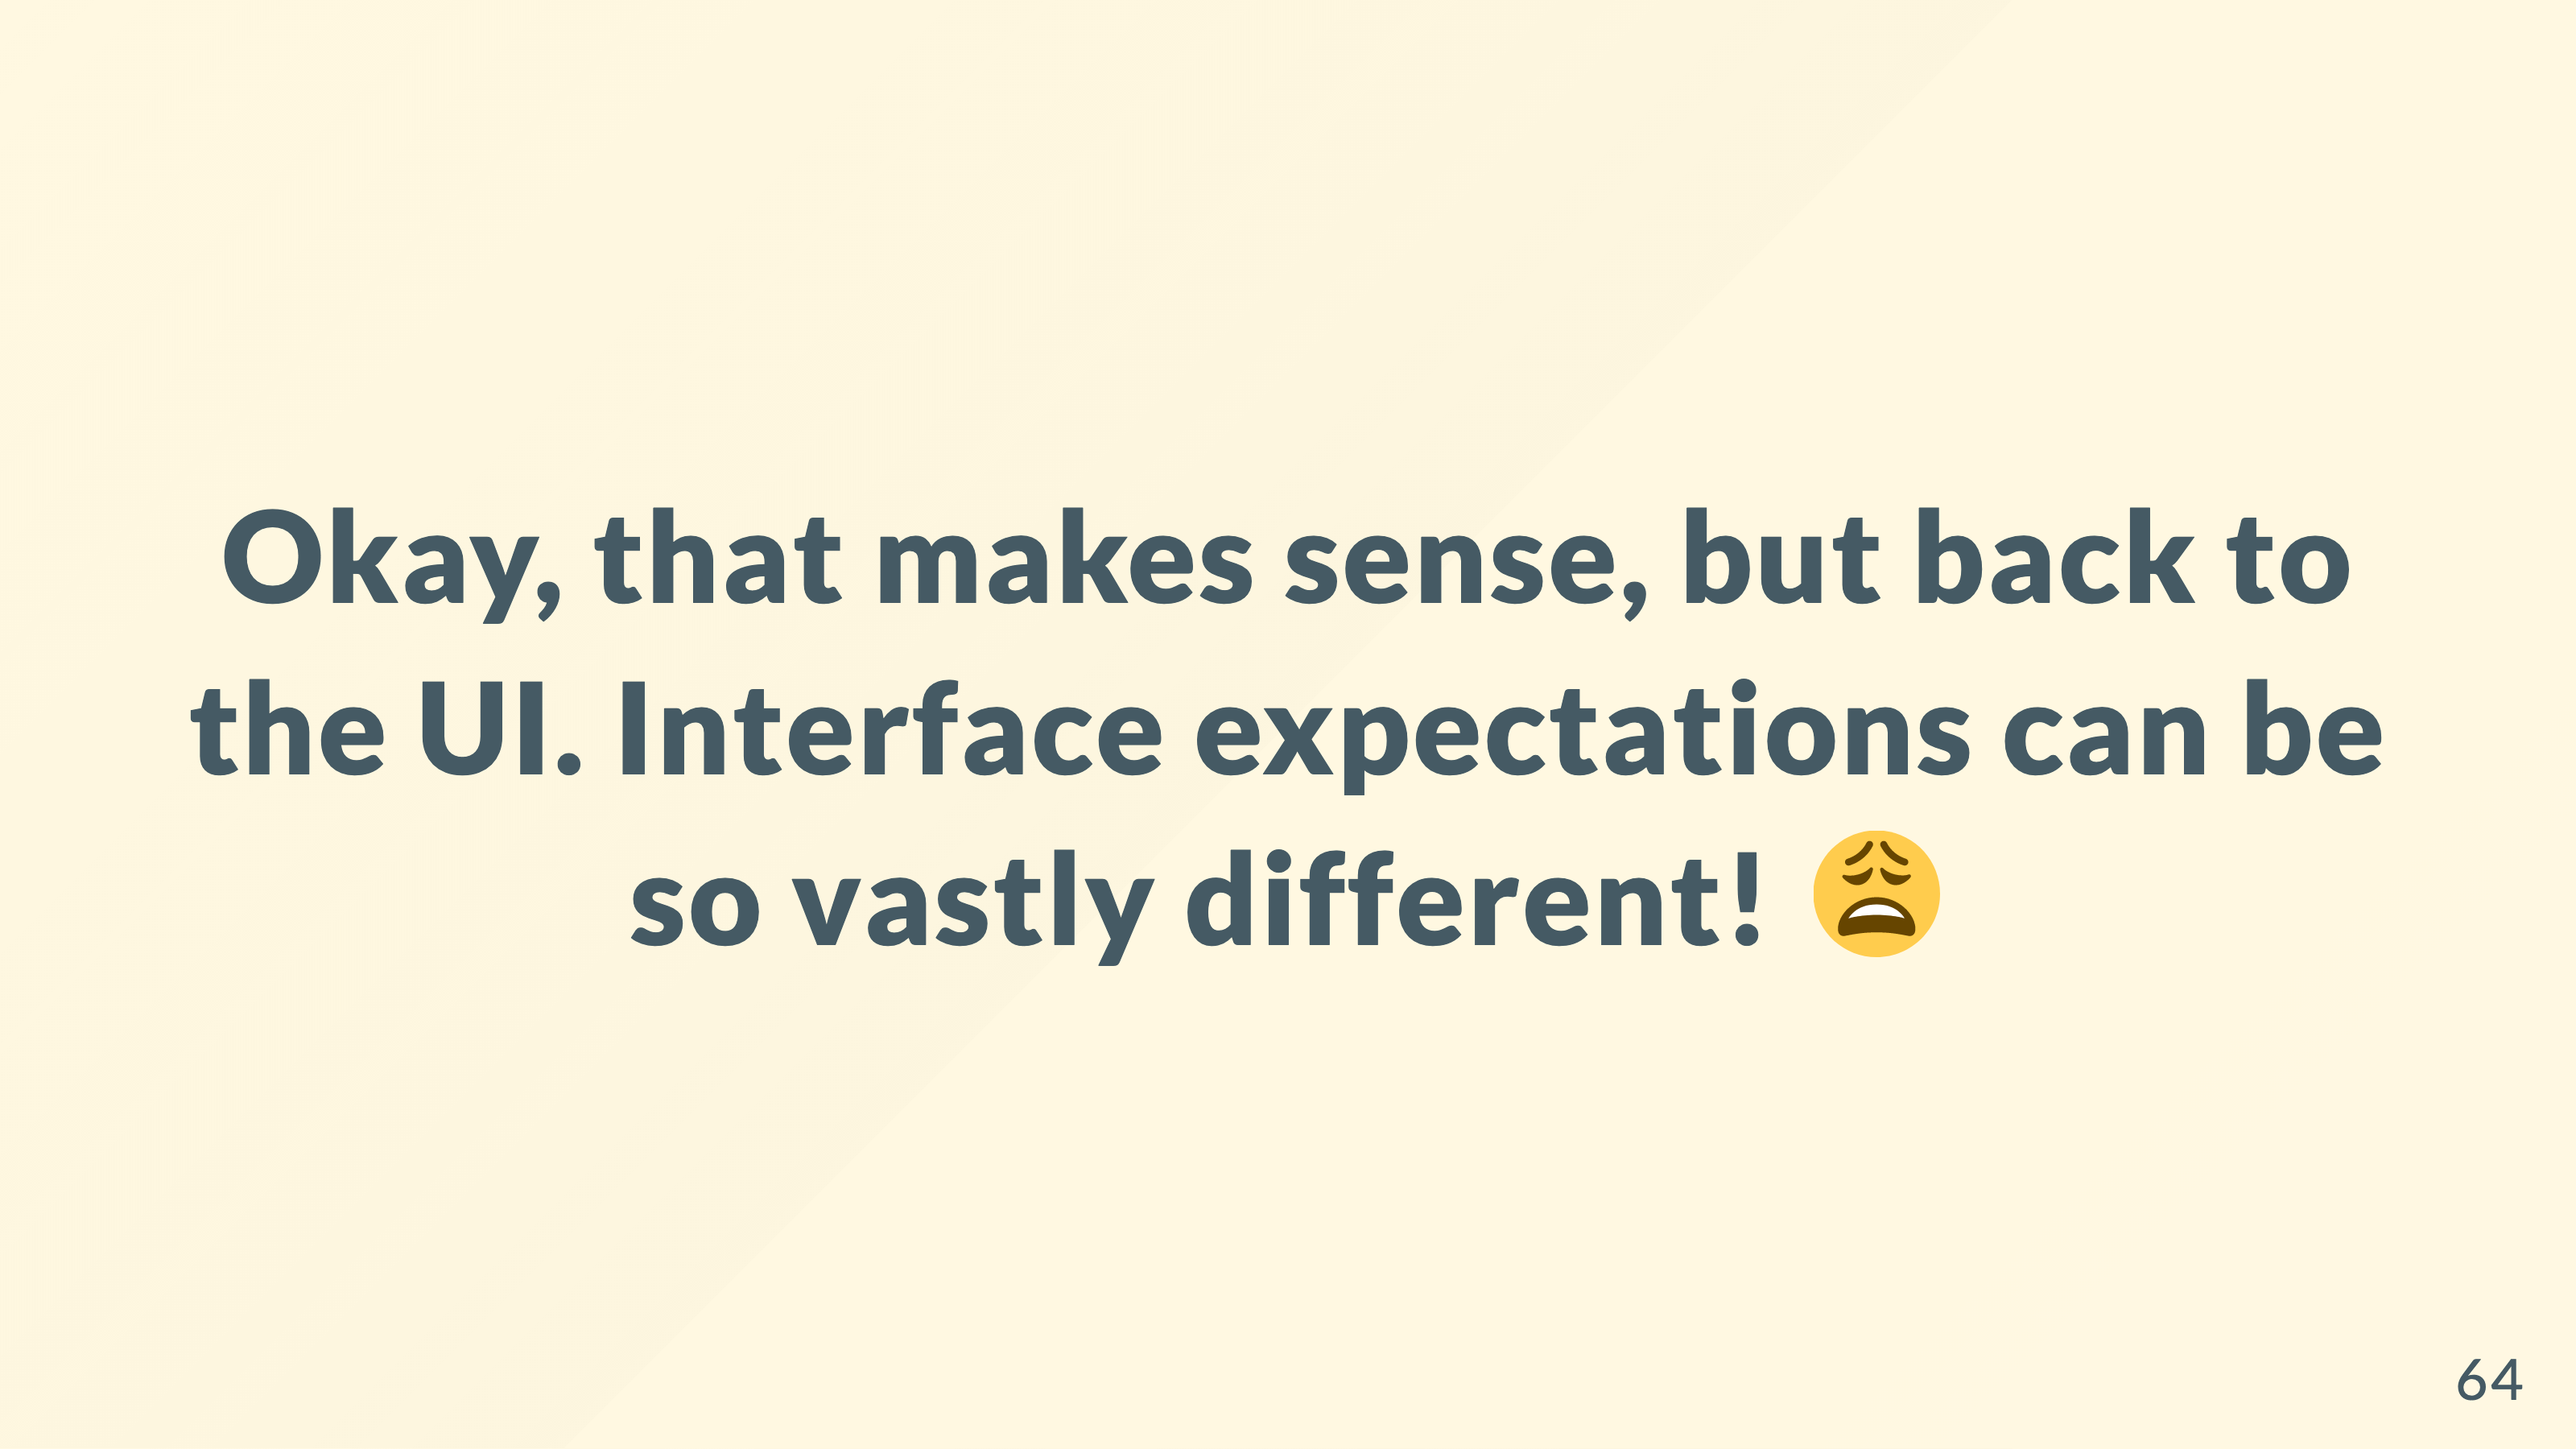 Okay, that makes sense, but back to
the UI. Interface expectations can be
so vastly different! 😩
64